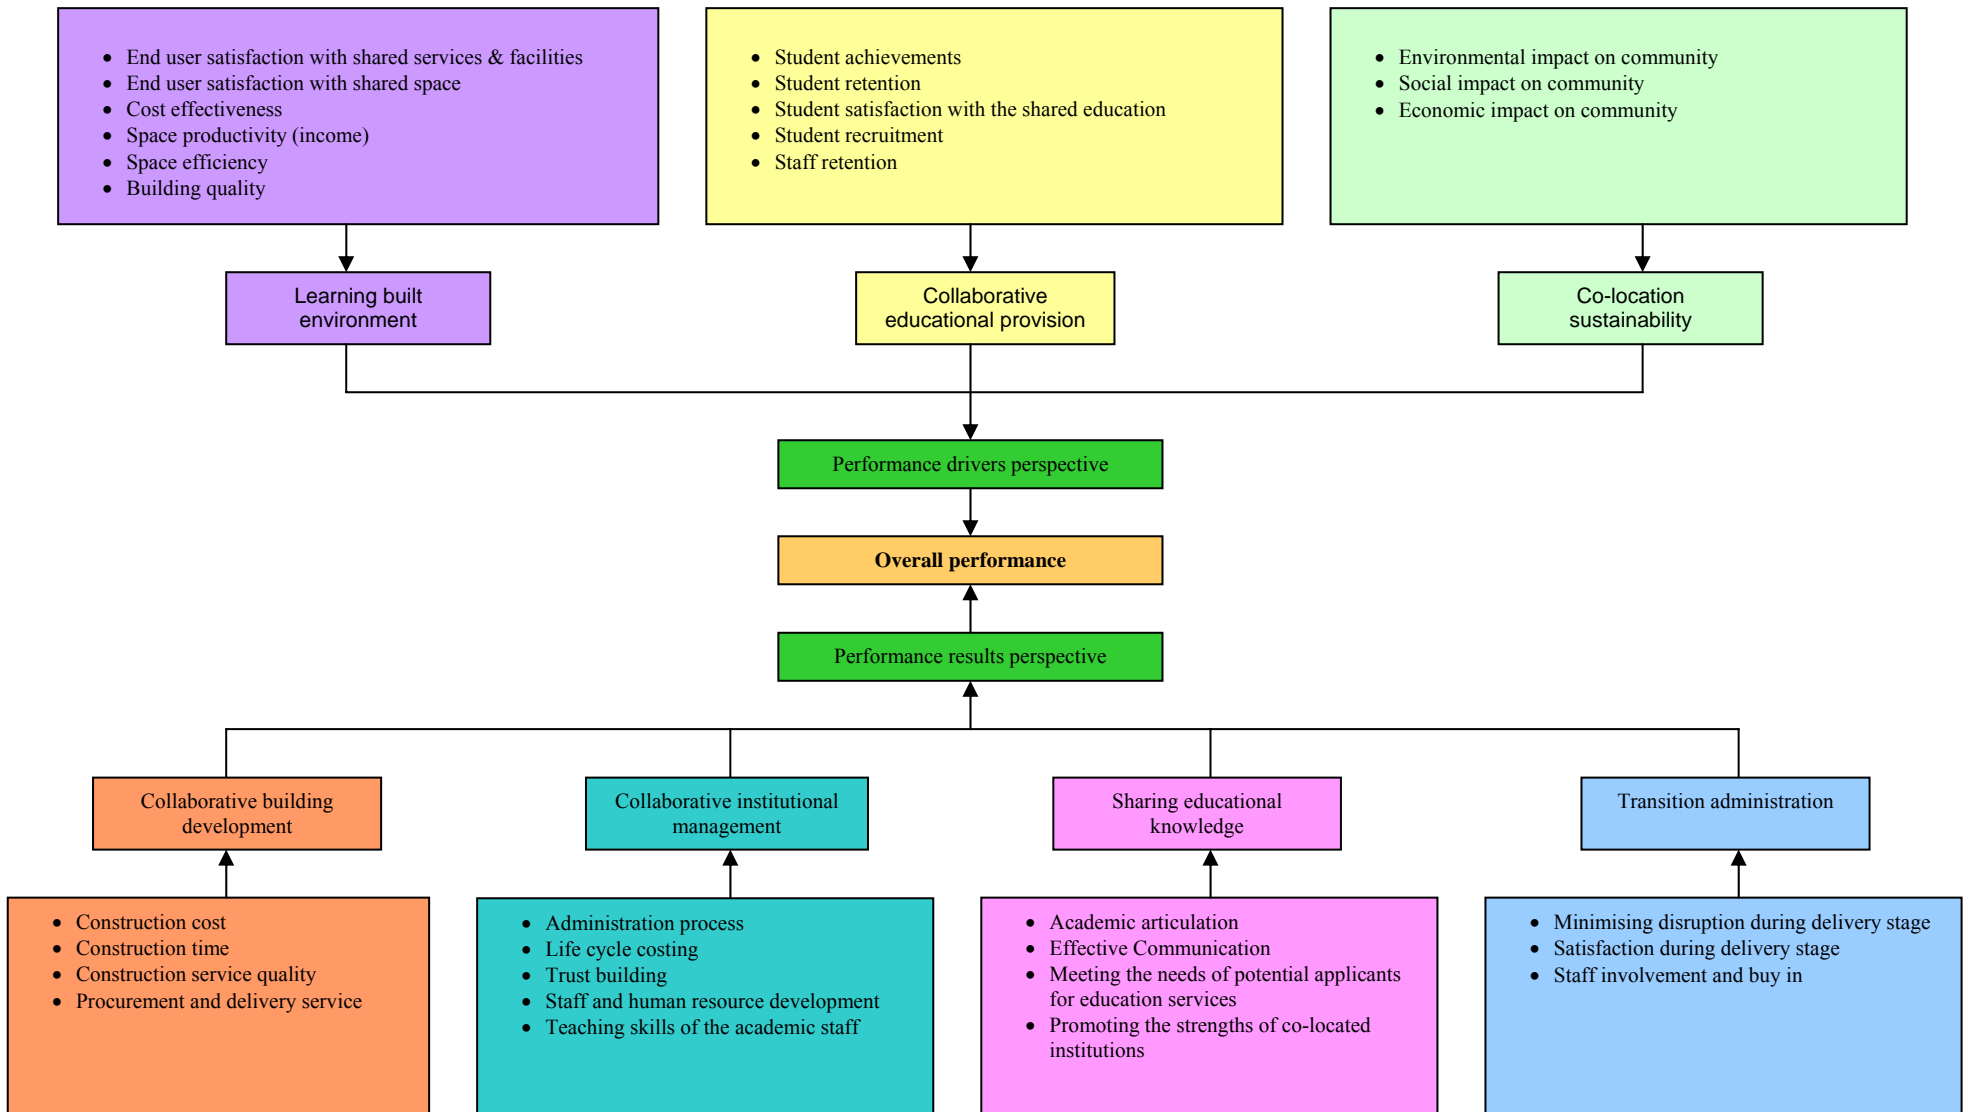 • End user satisfaction with shared services & facilities
• End user satisfaction with shared space
• Cost effectiveness
• Space productivity (income)
• Space efficiency
• Building quality
• Student achievements
• Student retention
• Student satisfaction with the shared education
• Student recruitment
• Staff retention
• Environmental impact on community
• Social impact on community
• Economic impact on community
Learning built
environment
Collaborative
educational provision
Co-location
sustainability
Performance drivers perspective
Overall performance
Performance results perspective
Collaborative building
development
Collaborative institutional
management
Sharing educational
knowledge
Transition administration
• Construction cost
• Construction time
• Construction service quality
• Procurement and delivery service
• Administration process
• Life cycle costing
• Trust building
• Staff and human resource development
• Teaching skills of the academic staff
• Academic articulation
• Effective Communication
• Meeting the needs of potential applicants
for education services
• Promoting the strengths of co-located
institutions
• Minimising disruption during delivery stage
• Satisfaction during delivery stage
• Staff involvement and buy in